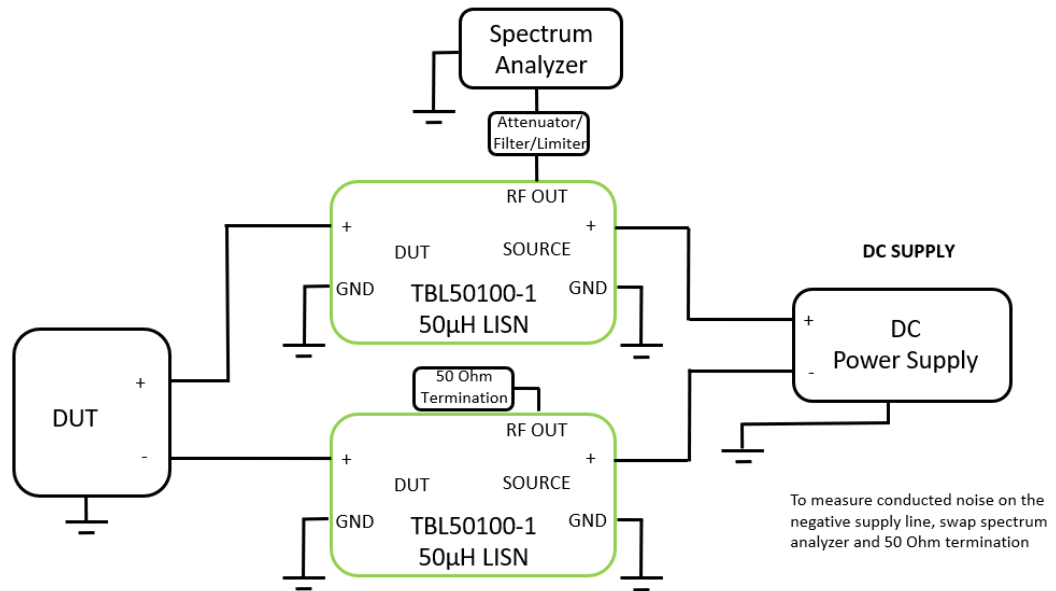 Spectrum
Analyzer
Attenuator/
Filter/Limiter
RF OUT
+
+
DUT
SOURCE
GND
GND
TBL50100-1
50µH LISN
DC SUPPLY
+
-
DC
Power Supply
DUT
+
-
50 Ohm
Termination
RF OUT
+
+
DUT
SOURCE
GND
GND
TBL50100-1
50µH LISN
To measure conducted noise on the
negative supply line, swap spectrum
analyzer and 50 Ohm termination